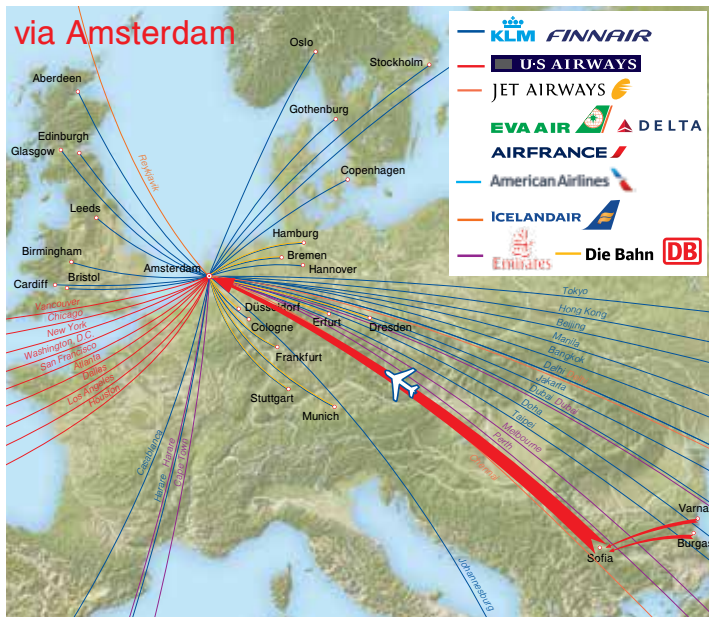 via Amsterdam
KLM FINNAIR
U·S AIRWAYS
JET AIRWAYS
EVA AIR DELTA
AIRFRANCE
American Airlines
ICELANDAIR
Emirates Die Bahn DB
Oslo
Stockholm
Aberdeen
Gothenburg
Edinburgh
Glasgow
Reykjavik
Copenhagen
Leeds
Hamburg
Birmingham
Bremen
Amsterdam
Hannover
Cardiff
Bristol
Tokyo
Vancouver
Chicago
Düsseldorf
Hong Kong
New York
Cologne
Erfurt
Dresden
Beijing
Washington, D.C.
Manila
San Francisco
Frankfurt
Bangkok
Atlanta
Delhi
Dallas
Jakarta
Los Angeles
Stuttgart
Dubai Dubai
Houston
Munich
Doha
Taipei
Melbourne
Perth
Casablanca
Harare
Harare
Cape Town
Varna
Burgas
Sofia
Johannesburg